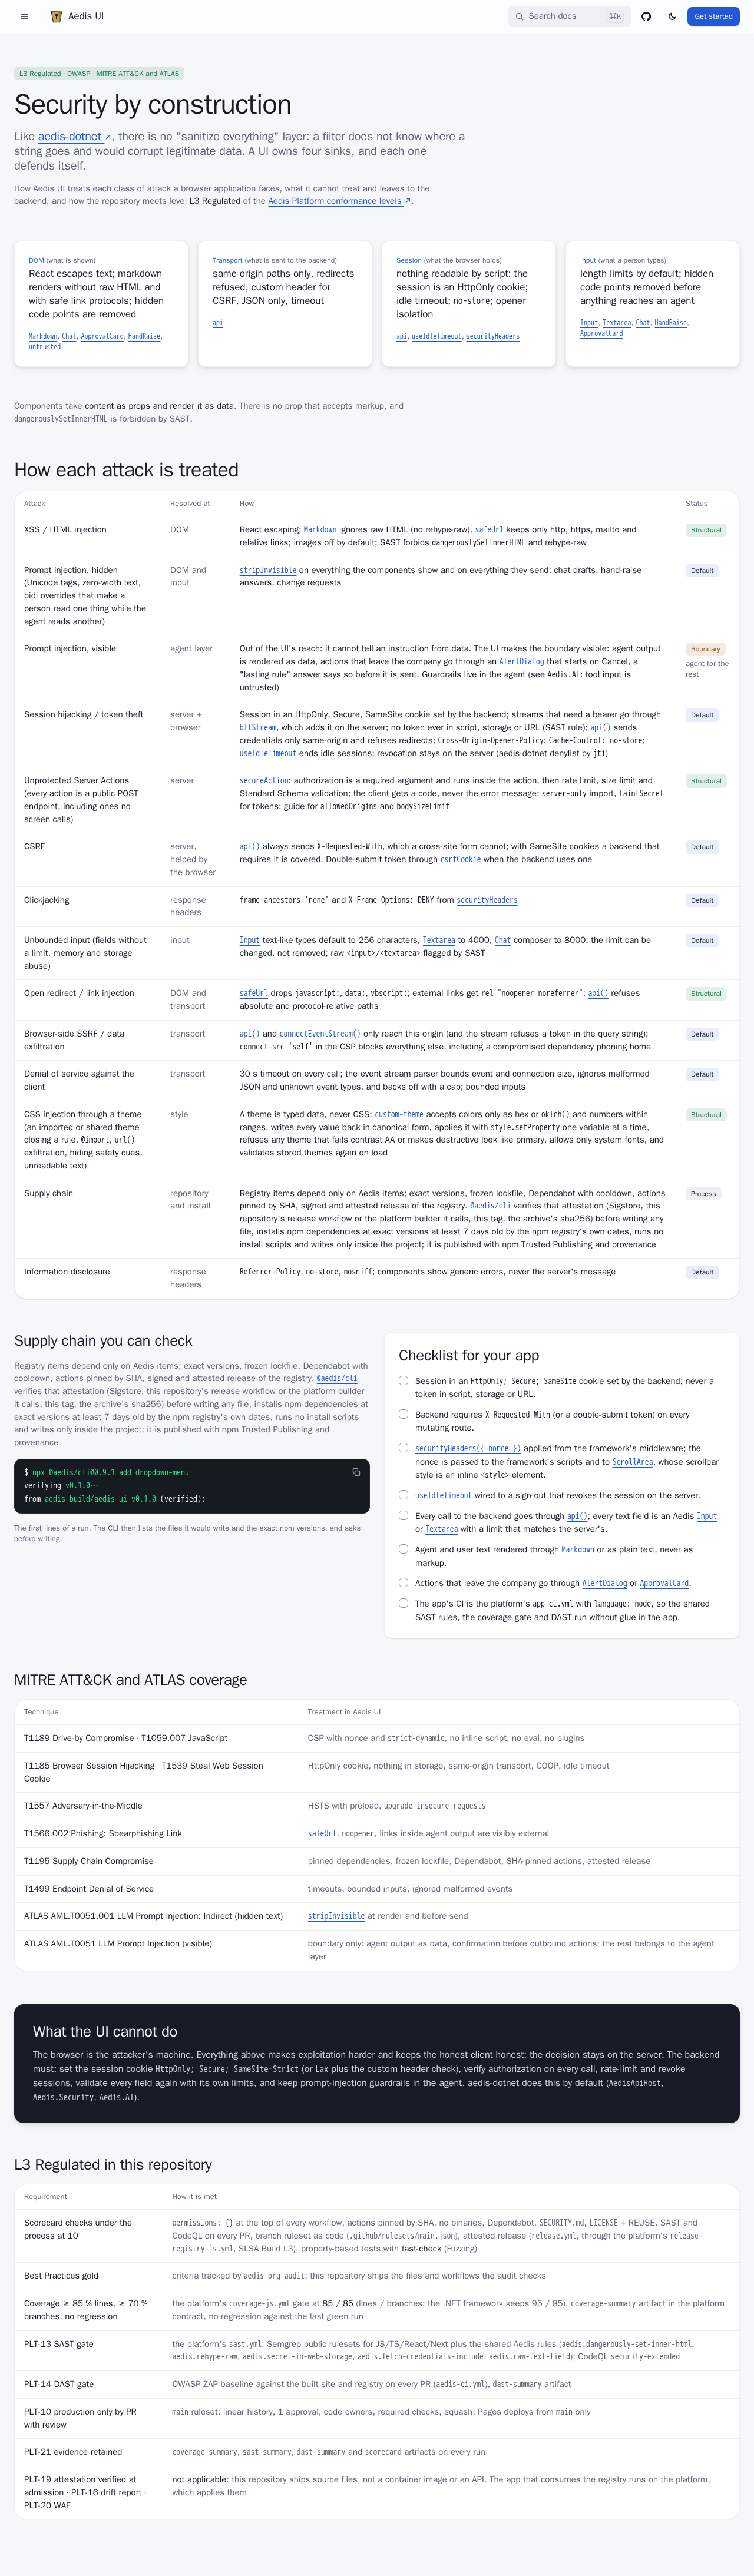 Aedis UI
Search docs
⌘K
Get started
L3 Regulated · OWASP · MITRE ATT&CK and ATLAS
Security by construction
Like aedis-dotnet ↗, there is no "sanitize everything" layer: a filter does not know where a
string goes and would corrupt legitimate data. A UI owns four sinks, and each one
defends itself.
How Aedis UI treats each class of attack a browser application faces, what it cannot treat and leaves to the
backend, and how the repository meets level L3 Regulated of the Aedis Platform conformance levels ↗.
DOM (what is shown)
React escapes text; markdown
renders without raw HTML and
with safe link protocols; hidden
code points are removed
Markdown, Chat, ApprovalCard, HandRaise,
untrusted
Transport (what is sent to the backend)
same-origin paths only, redirects
refused, custom header for
CSRF, JSON only, timeout
api
Session (what the browser holds)
nothing readable by script: the
session is an HttpOnly cookie;
idle timeout; no-store; opener
isolation
api, useIdleTimeout, securityHeaders
Input (what a person types)
length limits by default; hidden
code points removed before
anything reaches an agent
Input, Textarea, Chat, HandRaise,
ApprovalCard
Components take content as props and render it as data. There is no prop that accepts markup, and
dangerouslySetInnerHTML is forbidden by SAST.
How each attack is treated
Attack Resolved at How Status
XSS / HTML injection
DOM
React escaping; Markdown ignores raw HTML (no rehype-raw), safeUrl keeps only http, https, mailto and
relative links; images off by default; SAST forbids dangerouslySetInnerHTML and rehype-raw
Structural
Prompt injection, hidden
(Unicode tags, zero-width text,
bidi overrides that make a
person read one thing while the
agent reads another)
DOM and
input
stripInvisible on everything the components show and on everything they send: chat drafts, hand-raise
answers, change requests
Default
Prompt injection, visible
agent layer
Out of the UI's reach: it cannot tell an instruction from data. The UI makes the boundary visible: agent output
is rendered as data, actions that leave the company go through an AlertDialog that starts on Cancel, a
"lasting rule" answer says so before it is sent. Guardrails live in the agent (see Aedis.AI: tool input is
untrusted)
Boundary
agent for the
rest
Session hijacking / token theft
server +
browser
Session in an HttpOnly, Secure, SameSite cookie set by the backend; streams that need a bearer go through
bffStream, which adds it on the server; no token ever in script, storage or URL (SAST rule); api() sends
credentials only same-origin and refuses redirects; Cross-Origin-Opener-Policy; Cache-Control: no-store;
useIdleTimeout ends idle sessions; revocation stays on the server (aedis-dotnet denylist by jti)
Default
Unprotected Server Actions
(every action is a public POST
endpoint, including ones no
screen calls)
server
secureAction: authorization is a required argument and runs inside the action, then rate limit, size limit and
Standard Schema validation; the client gets a code, never the error message; server-only import, taintSecret
for tokens; guide for allowedOrigins and bodySizeLimit
Structural
CSRF
server,
helped by
the browser
api() always sends X-Requested-With, which a cross-site form cannot; with SameSite cookies a backend that
requires it is covered. Double-submit token through csrfCookie when the backend uses one
Default
Clickjacking
response
headers
frame-ancestors 'none' and X-Frame-Options: DENY from securityHeaders
Default
Unbounded input (fields without
a limit, memory and storage
abuse)
input
Input text-like types default to 256 characters, Textarea to 4000, Chat composer to 8000; the limit can be
changed, not removed; raw <input>/<textarea> flagged by SAST
Default
Open redirect / link injection
DOM and
transport
safeUrl drops javascript:, data:, vbscript:; external links get rel="noopener noreferrer"; api() refuses
absolute and protocol-relative paths
Structural
Browser-side SSRF / data
exfiltration
transport
api() and connectEventStream() only reach this origin (and the stream refuses a token in the query string);
connect-src 'self' in the CSP blocks everything else, including a compromised dependency phoning home
Default
Denial of service against the
client
transport
30 s timeout on every call; the event stream parser bounds event and connection size, ignores malformed
JSON and unknown event types, and backs off with a cap; bounded inputs
Default
CSS injection through a theme
(an imported or shared theme
closing a rule, @import, url()
exfiltration, hiding safety cues,
unreadable text)
style
A theme is typed data, never CSS: custom-theme accepts colors only as hex or oklch() and numbers within
ranges, writes every value back in canonical form, applies it with style.setProperty one variable at a time,
refuses any theme that fails contrast AA or makes destructive look like primary, allows only system fonts, and
validates stored themes again on load
Structural
Supply chain
repository
and install
Registry items depend only on Aedis items; exact versions, frozen lockfile, Dependabot with cooldown, actions
pinned by SHA, signed and attested release of the registry. @aedis/cli verifies that attestation (Sigstore, this
repository's release workflow or the platform builder it calls, this tag, the archive's sha256) before writing any
file, installs npm dependencies at exact versions at least 7 days old by the npm registry's own dates, runs no
install scripts and writes only inside the project; it is published with npm Trusted Publishing and provenance
Process
Information disclosure
response
headers
Referrer-Policy, no-store, nosniff; components show generic errors, never the server's message
Default
Supply chain you can check
Registry items depend only on Aedis items; exact versions, frozen lockfile, Dependabot with
cooldown, actions pinned by SHA, signed and attested release of the registry. @aedis/cli
verifies that attestation (Sigstore, this repository's release workflow or the platform builder
it calls, this tag, the archive's sha256) before writing any file, installs npm dependencies at
exact versions at least 7 days old by the npm registry's own dates, runs no install scripts
and writes only inside the project; it is published with npm Trusted Publishing and
provenance
$ npx @aedis/cli@0.9.1 add dropdown-menu
verifying v0.1.0…
from aedis-build/aedis-ui v0.1.0 (verified):
The first lines of a run. The CLI then lists the files it would write and the exact npm versions, and asks
before writing.
Checklist for your app
Session in an HttpOnly; Secure; SameSite cookie set by the backend; never a
token in script, storage or URL.
Backend requires X-Requested-With (or a double-submit token) on every
mutating route.
securityHeaders({ nonce }) applied from the framework's middleware; the
nonce is passed to the framework's scripts and to ScrollArea, whose scrollbar
style is an inline <style> element.
useIdleTimeout wired to a sign-out that revokes the session on the server.
Every call to the backend goes through api(); every text field is an Aedis Input
or Textarea with a limit that matches the server's.
Agent and user text rendered through Markdown or as plain text, never as
markup.
Actions that leave the company go through AlertDialog or ApprovalCard.
The app's CI is the platform's app-ci.yml with language: node, so the shared
SAST rules, the coverage gate and DAST run without glue in the app.
MITRE ATT&CK and ATLAS coverage
Technique Treatment in Aedis UI
T1189 Drive-by Compromise · T1059.007 JavaScript
CSP with nonce and strict-dynamic, no inline script, no eval, no plugins
T1185 Browser Session Hijacking · T1539 Steal Web Session
Cookie
HttpOnly cookie, nothing in storage, same-origin transport, COOP, idle timeout
T1557 Adversary-in-the-Middle
HSTS with preload, upgrade-insecure-requests
T1566.002 Phishing: Spearphishing Link
safeUrl, noopener, links inside agent output are visibly external
T1195 Supply Chain Compromise
pinned dependencies, frozen lockfile, Dependabot, SHA-pinned actions, attested release
T1499 Endpoint Denial of Service
timeouts, bounded inputs, ignored malformed events
ATLAS AML.T0051.001 LLM Prompt Injection: Indirect (hidden text)
stripInvisible at render and before send
ATLAS AML.T0051 LLM Prompt Injection (visible)
boundary only: agent output as data, confirmation before outbound actions; the rest belongs to the agent
layer
What the UI cannot do
The browser is the attacker's machine. Everything above makes exploitation harder and keeps the honest client honest; the decision stays on the server. The backend
must: set the session cookie HttpOnly; Secure; SameSite=Strict (or Lax plus the custom header check), verify authorization on every call, rate-limit and revoke
sessions, validate every field again with its own limits, and keep prompt-injection guardrails in the agent. aedis-dotnet does this by default (AedisApiHost,
Aedis.Security, Aedis.AI).
L3 Regulated in this repository
Requirement How it is met
Scorecard checks under the
process at 10
permissions: {} at the top of every workflow, actions pinned by SHA, no binaries, Dependabot, SECURITY.md, LICENSE + REUSE, SAST and
CodeQL on every PR, branch ruleset as code (.github/rulesets/main.json), attested release (release.yml, through the platform's release-
registry-js.yml, SLSA Build L3), property-based tests with fast-check (Fuzzing)
Best Practices gold
criteria tracked by aedis org audit; this repository ships the files and workflows the audit checks
Coverage ≥ 85 % lines, ≥ 70 %
branches, no regression
the platform's coverage-js.yml gate at 85 / 85 (lines / branches; the .NET framework keeps 95 / 85), coverage-summary artifact in the platform
contract, no-regression against the last green run
PLT-13 SAST gate
the platform's sast.yml: Semgrep public rulesets for JS/TS/React/Next plus the shared Aedis rules (aedis.dangerously-set-inner-html,
aedis.rehype-raw, aedis.secret-in-web-storage, aedis.fetch-credentials-include, aedis.raw-text-field); CodeQL security-extended
PLT-14 DAST gate
OWASP ZAP baseline against the built site and registry on every PR (aedis-ci.yml), dast-summary artifact
PLT-10 production only by PR
with review
main ruleset: linear history, 1 approval, code owners, required checks, squash; Pages deploys from main only
PLT-21 evidence retained
coverage-summary, sast-summary, dast-summary and scorecard artifacts on every run
PLT-19 attestation verified at
admission · PLT-16 drift report ·
PLT-20 WAF
not applicable: this repository ships source files, not a container image or an API. The app that consumes the registry runs on the platform,
which applies them